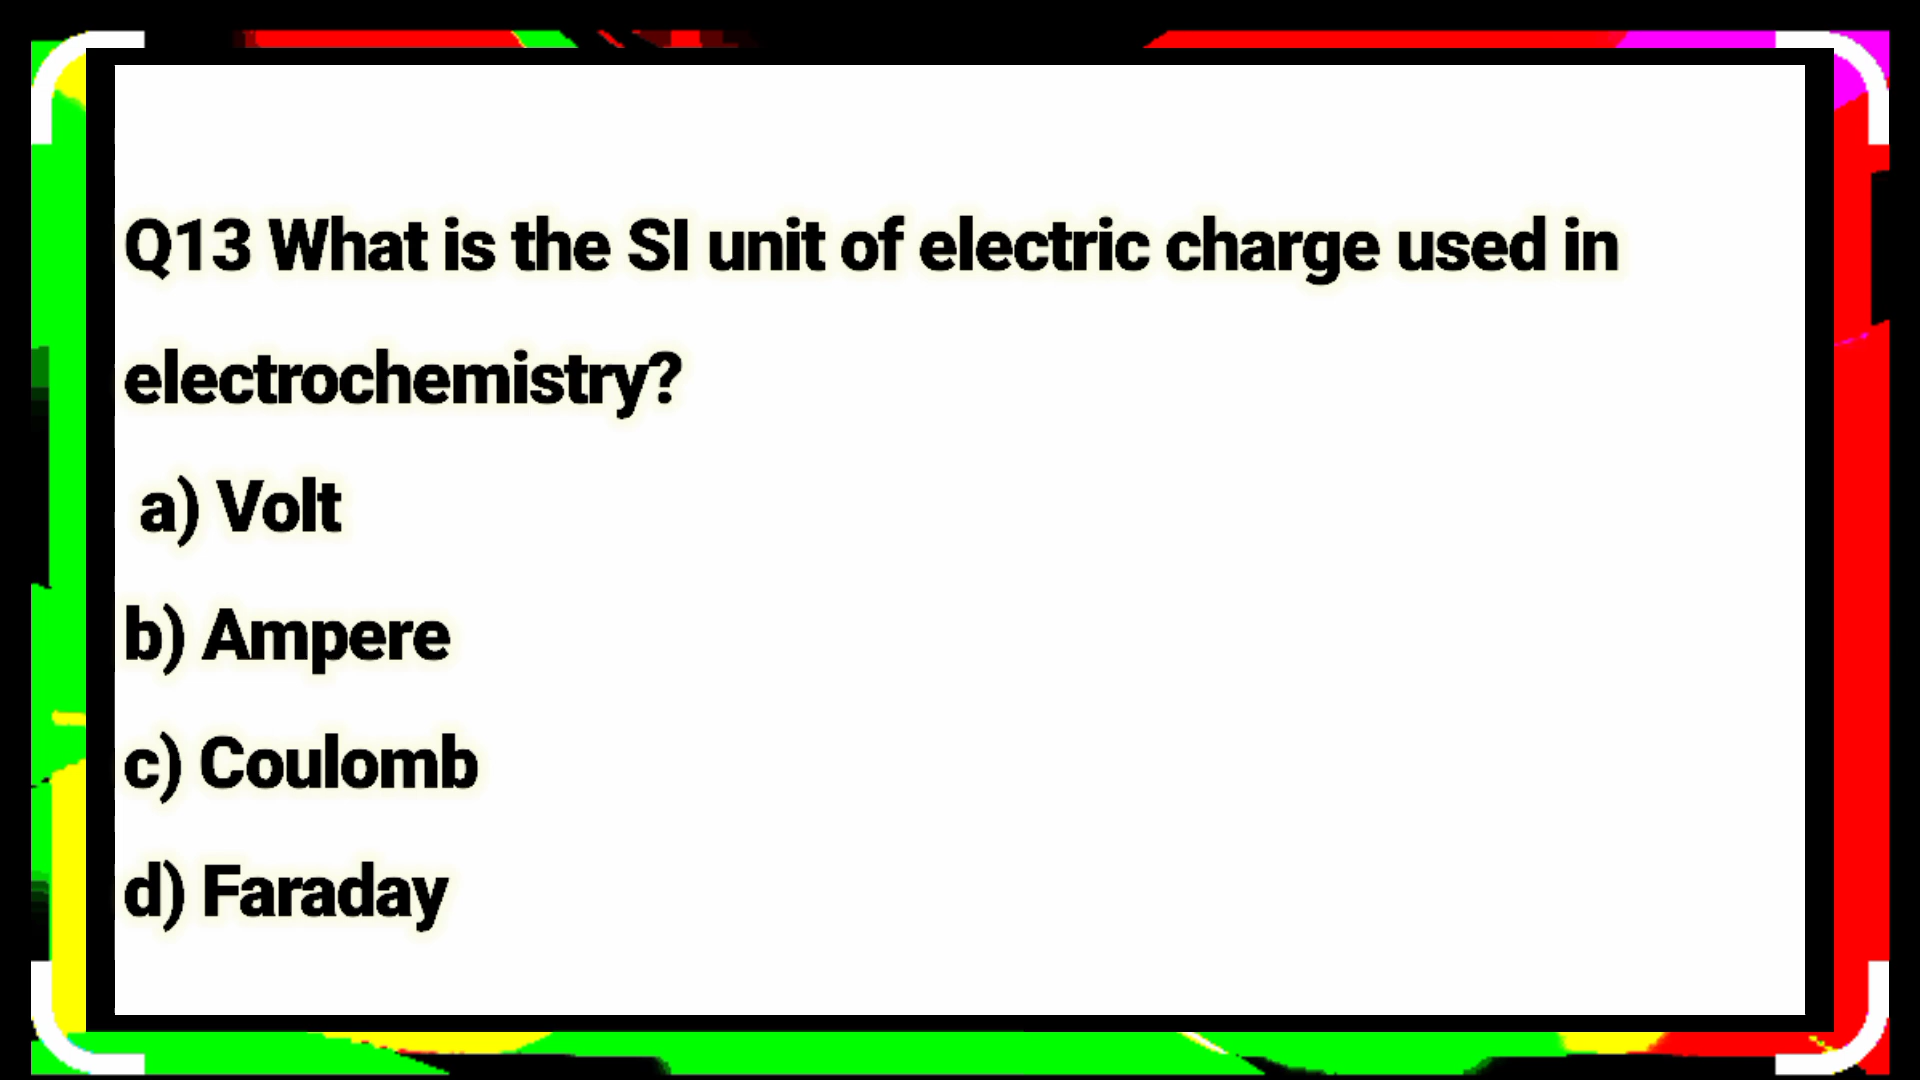 Q13 What is the SI unit of electric charge used in
electrochemistry?
a) Volt
b) Ampere
c) Coulomb
d) Faraday